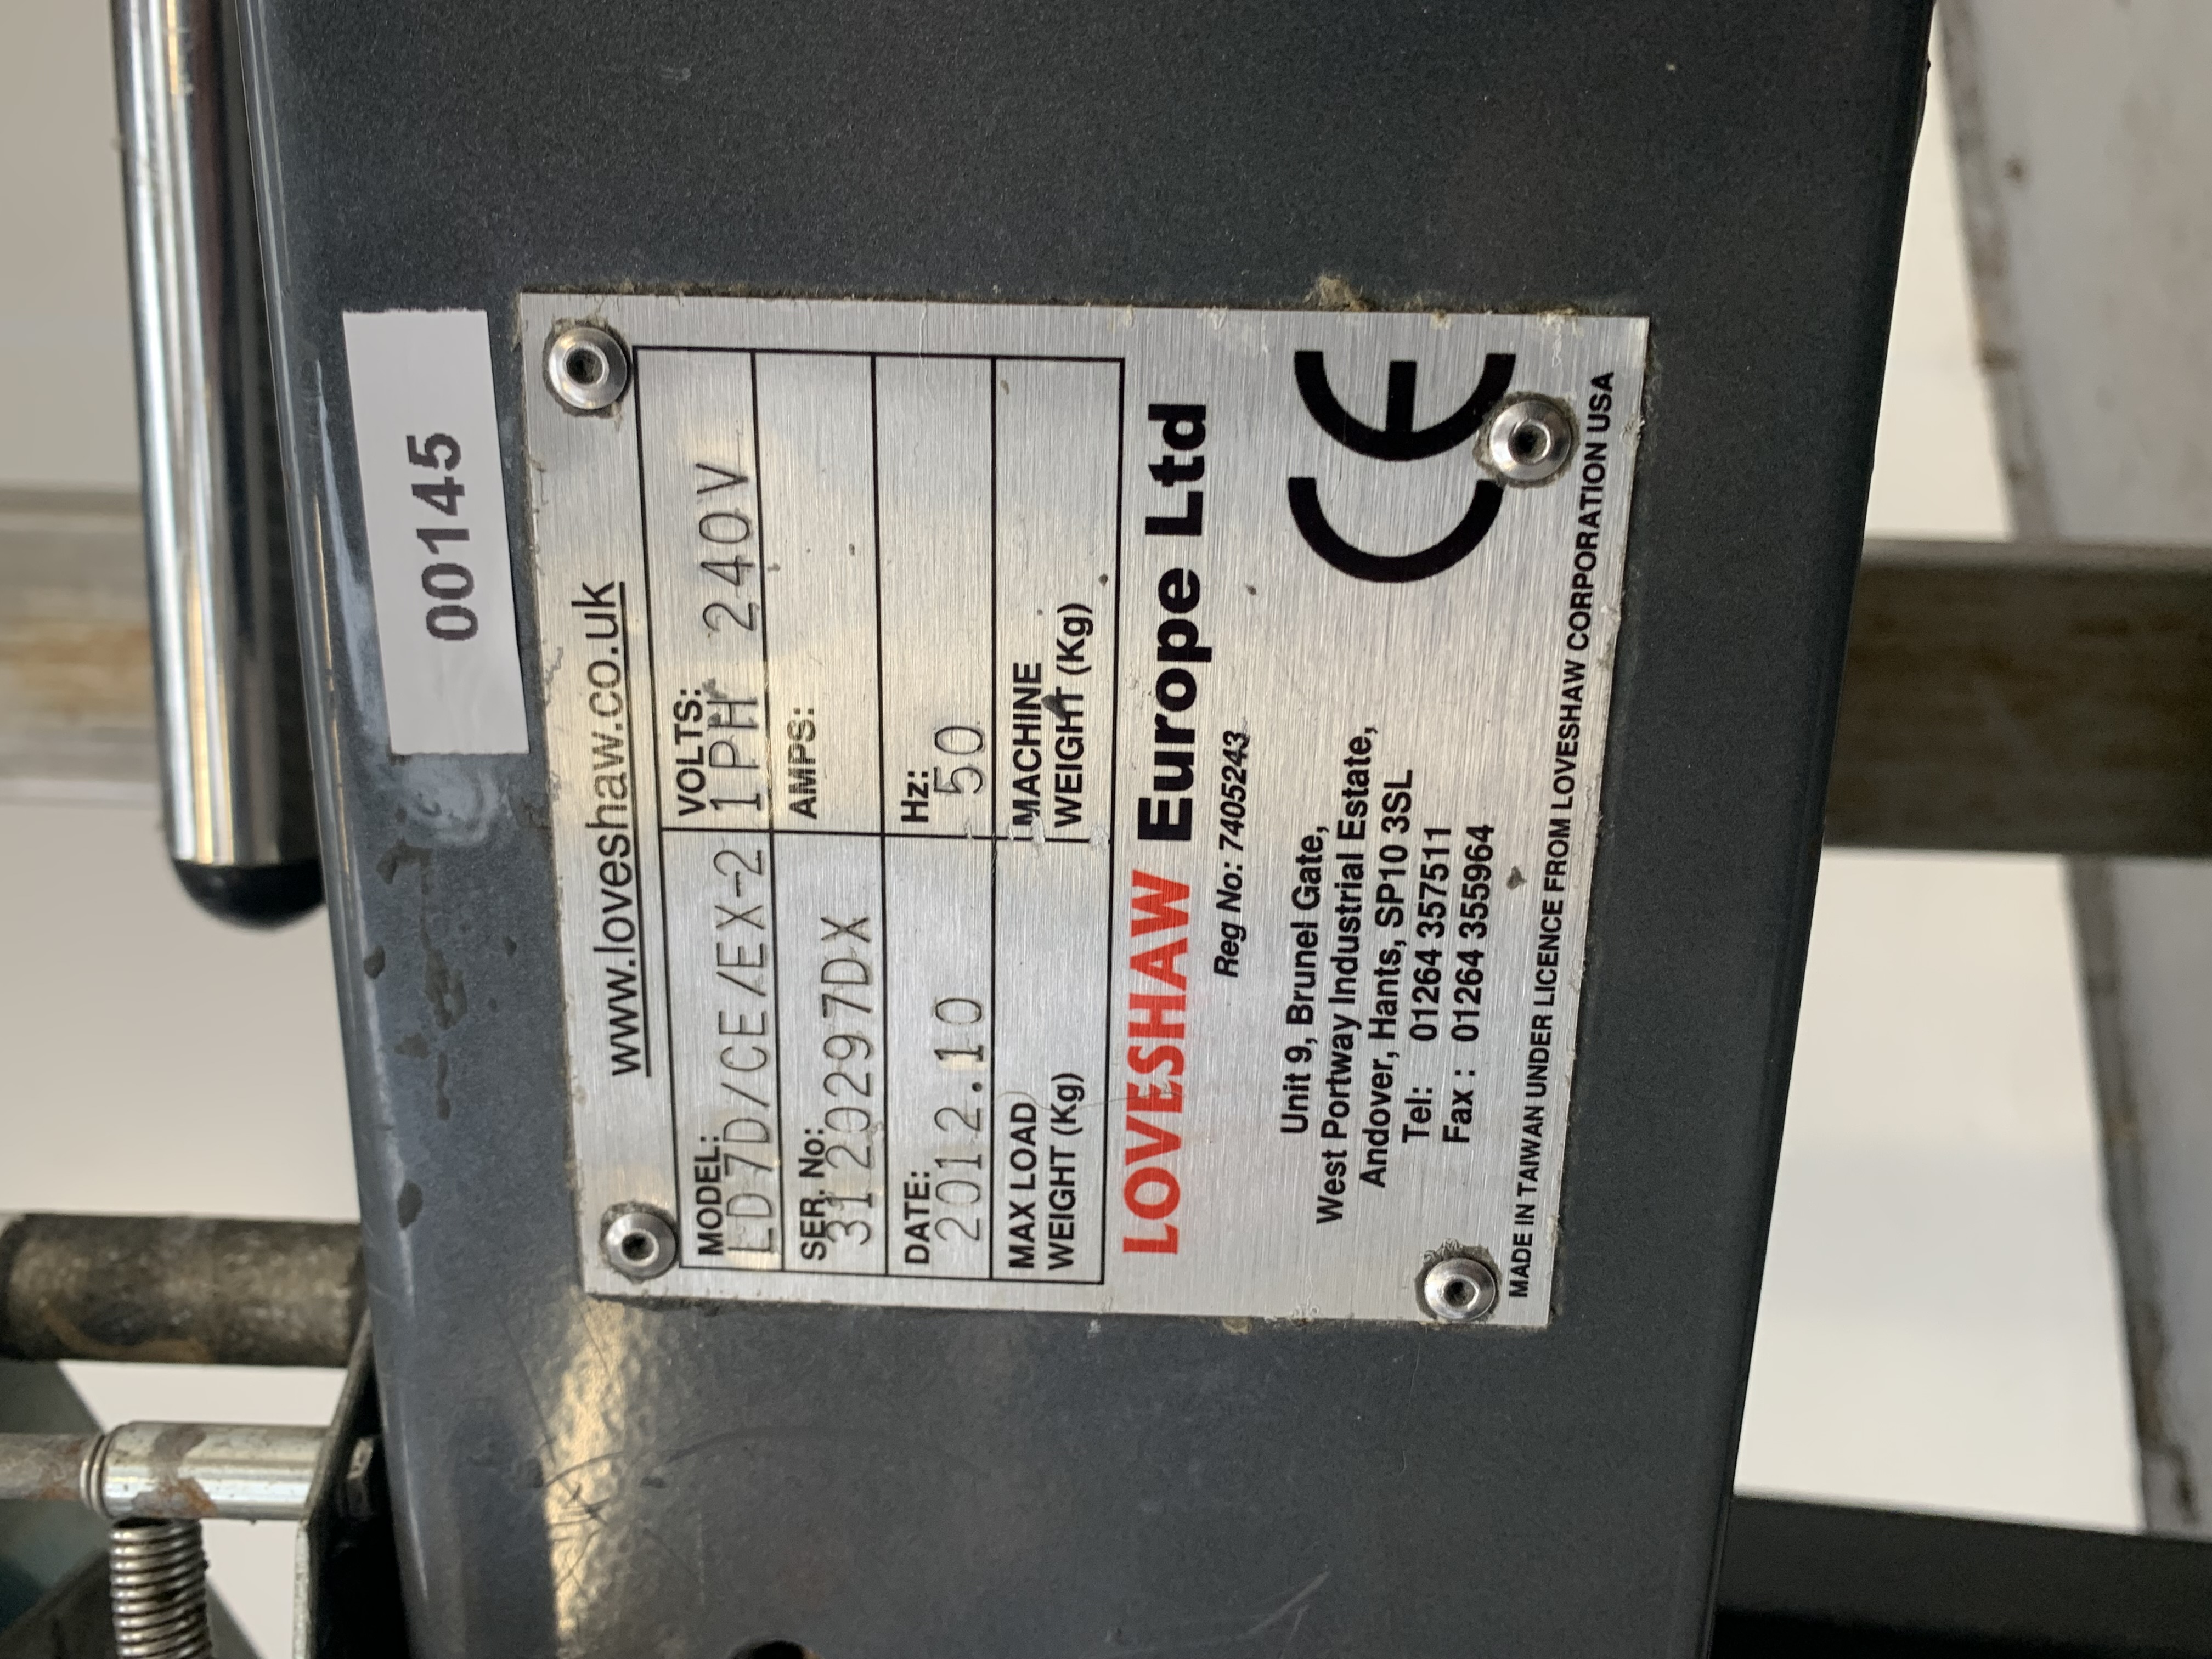 00145
www.loveshaw.co.uk
MODEL: VOLTS:
LD7D/CE/EX-2 1PH 240V
SER. No: AMPS:
3120297DX
DATE: Hz:
2012.10 50
MAX LOAD MACHINE
WEIGHT (Kg) WEIGHT (Kg)
LOVESHAW Europe Ltd
Reg No: 7405243
Unit 9, Brunel Gate,
West Portway Industrial Estate,
Andover, Hants, SP10 3SL
Tel: 01264 357511
Fax : 01264 355964
CE
MADE IN TAIWAN UNDER LICENCE FROM LOVESHAW CORPORATION USA